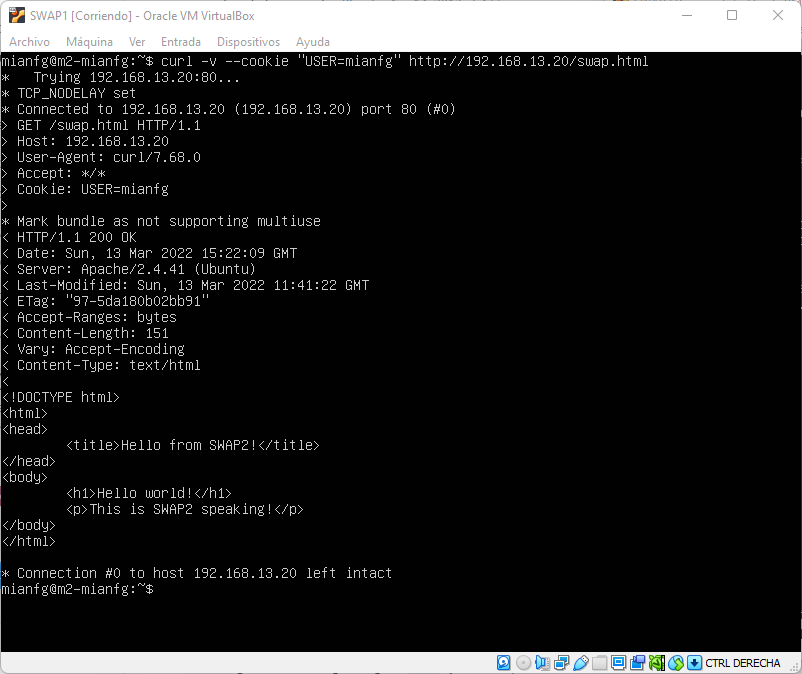 SWAP1 [Corriendo] - Oracle VM VirtualBox
Archivo Máquina Ver Entrada Dispositivos Ayuda
mianfg@m2-mianfg:~$ curl -v --cookie "USER=mianfg" http://192.168.13.20/swap.html
*   Trying 192.168.13.20:80...
* TCP_NODELAY set
* Connected to 192.168.13.20 (192.168.13.20) port 80 (#0)
> GET /swap.html HTTP/1.1
> Host: 192.168.13.20
> User-Agent: curl/7.68.0
> Accept: */*
> Cookie: USER=mianfg
>
* Mark bundle as not supporting multiuse
< HTTP/1.1 200 OK
< Date: Sun, 13 Mar 2022 15:22:09 GMT
< Server: Apache/2.4.41 (Ubuntu)
< Last-Modified: Sun, 13 Mar 2022 11:41:22 GMT
< ETag: "97-5da180b02bb91"
< Accept-Ranges: bytes
< Content-Length: 151
< Vary: Accept-Encoding
< Content-Type: text/html
<
<!DOCTYPE html>
<html>
<head>
        <title>Hello from SWAP2!</title>
</head>
<body>
        <h1>Hello world!</h1>
        <p>This is SWAP2 speaking!</p>
</body>
</html>

* Connection #0 to host 192.168.13.20 left intact
mianfg@m2-mianfg:~$
CTRL DERECHA